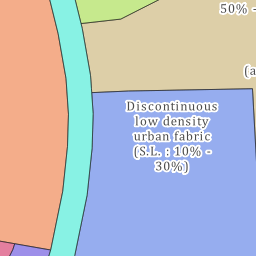 50% -
(a
Discontinuous
low density
urban fabric
(S.L. : 10% -
30%)